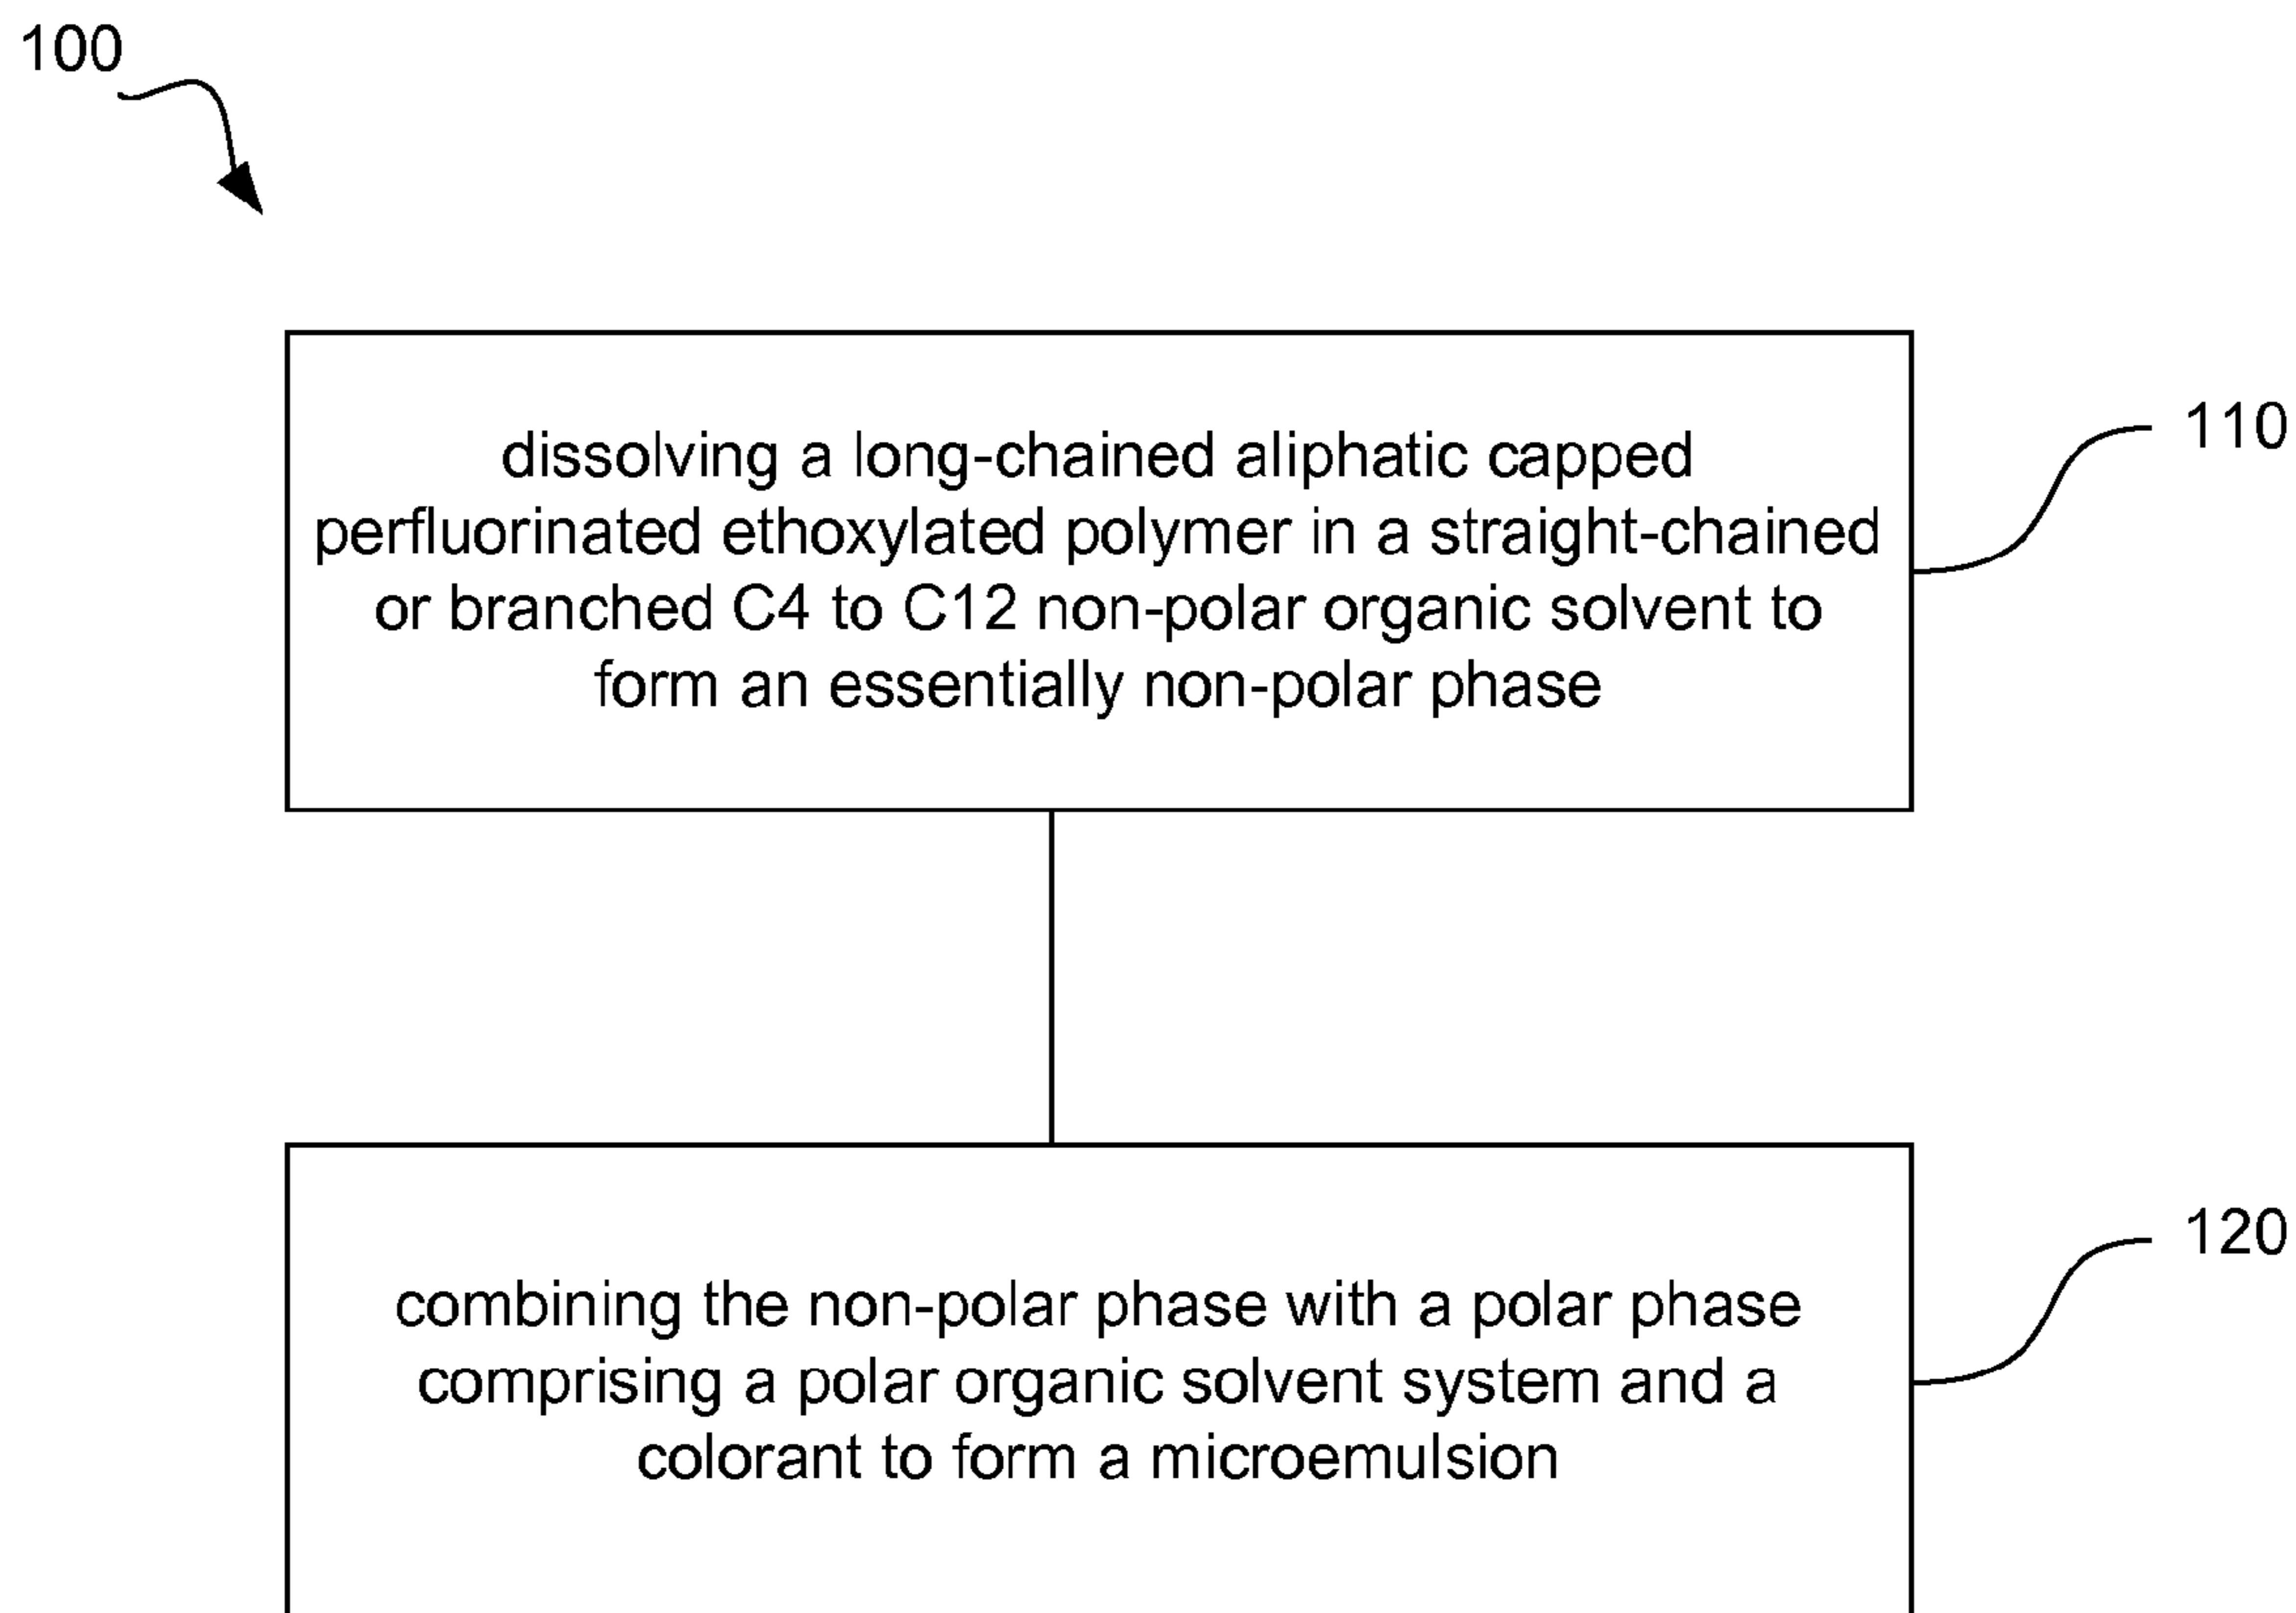 100
dissolving a long-chained aliphatic capped
perfluorinated ethoxylated polymer in a straight-chained
or branched C4 to C12 non-polar organic solvent to
form an essentially non-polar phase
110
combining the non-polar phase with a polar phase
comprising a polar organic solvent system and a
colorant to form a microemulsion
120